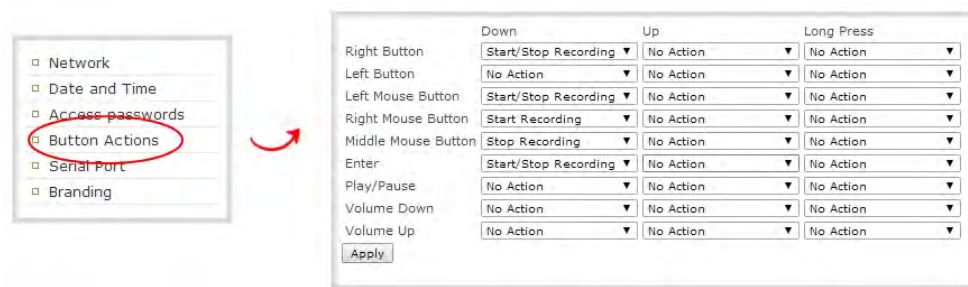 Network
Date and Time
Access passwords
Button Actions
Serial Port
Branding
Down Up Long Press
Right Button Start/Stop Recording No Action No Action
Left Button No Action No Action No Action
Left Mouse Button Start/Stop Recording No Action No Action
Right Mouse Button Start Recording No Action No Action
Middle Mouse Button Stop Recording No Action No Action
Enter Start/Stop Recording No Action No Action
Play/Pause No Action No Action No Action
Volume Down No Action No Action No Action
Volume Up No Action No Action No Action
Apply